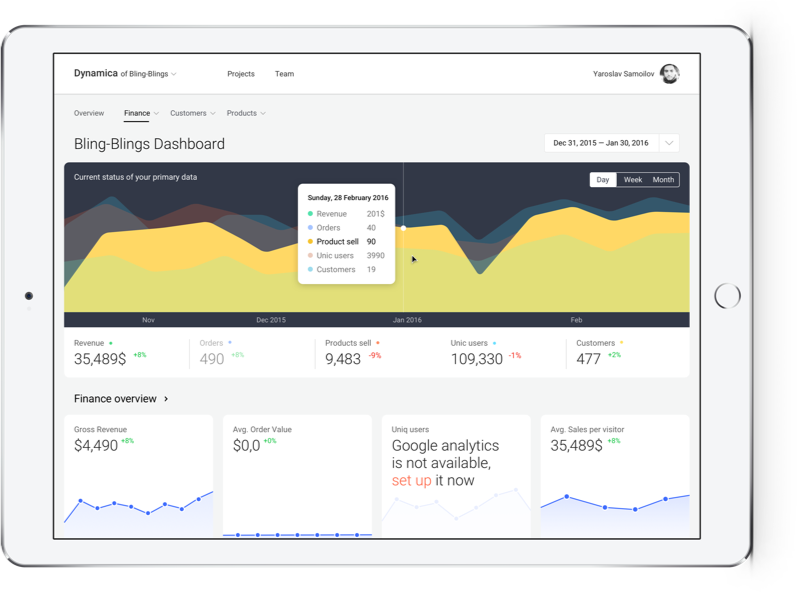 Dynamica of Bling-Blings
Projects
Team
Yaroslav Samoilov
Overview
Finance
Customers
Products
Bling-Blings Dashboard
Dec 31, 2015 — Jan 30, 2016
Current status of your primary data
Day
Week
Month
Sunday, 28 February 2016
Revenue 201$
Orders 40
Product sell 90
Unic users 3990
Customers 19
Nov
Dec 2015
Jan 2016
Feb
Revenue
35,489$ +8%
Orders
490 +8%
Products sell
9,483 -9%
Unic users
109,330 -1%
Customers
477 +2%
Finance overview
Gross Revenue
$4,490 +8%
Avg. Order Value
$0,0 +0%
Uniq users
Google analytics
is not available,
set up it now
Avg. Sales per visitor
35,489$ +8%